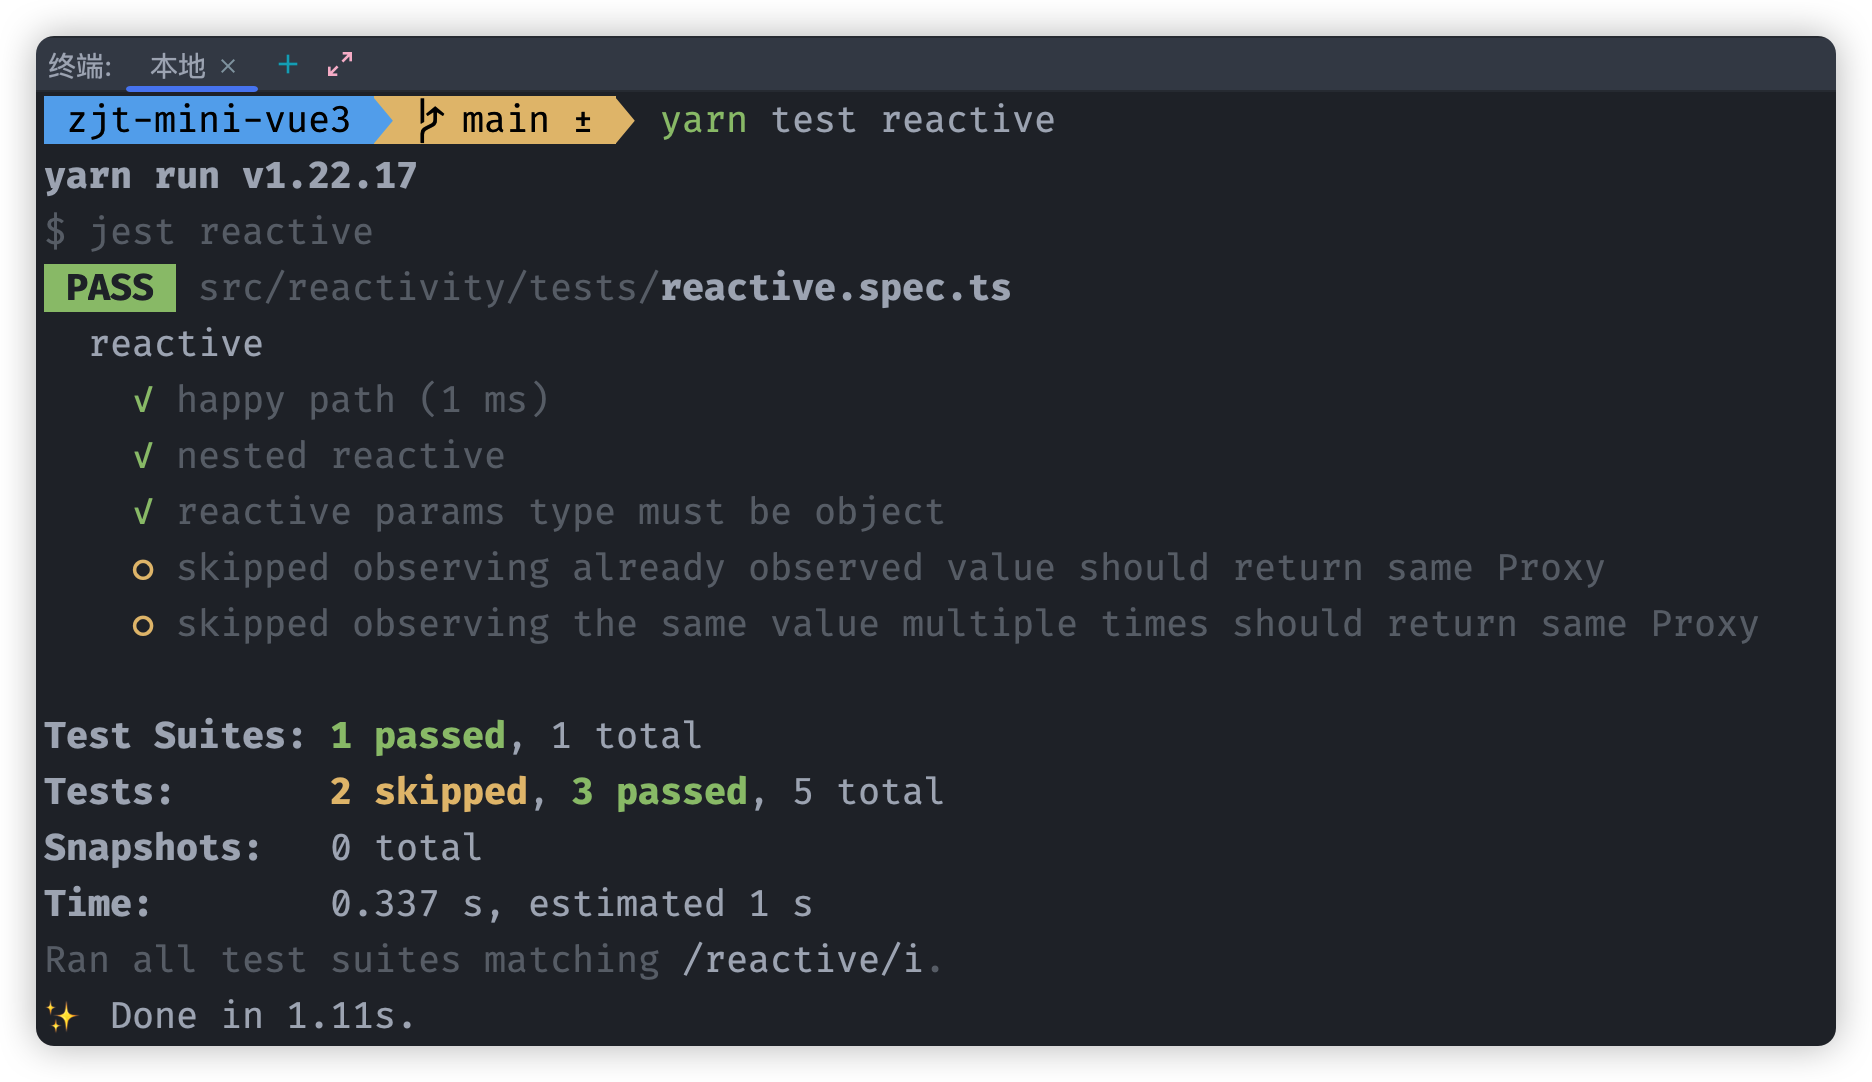 终端: 本地 × +
zjt-mini-vue3 main ± yarn test reactive
yarn run v1.22.17
$ jest reactive
PASS src/reactivity/tests/reactive.spec.ts
reactive
√ happy path (1 ms)
√ nested reactive
√ reactive params type must be object
○ skipped observing already observed value should return same Proxy
○ skipped observing the same value multiple times should return same Proxy
Test Suites: 1 passed, 1 total
Tests: 2 skipped, 3 passed, 5 total
Snapshots: 0 total
Time: 0.337 s, estimated 1 s
Ran all test suites matching /reactive/i.
✨ Done in 1.11s.